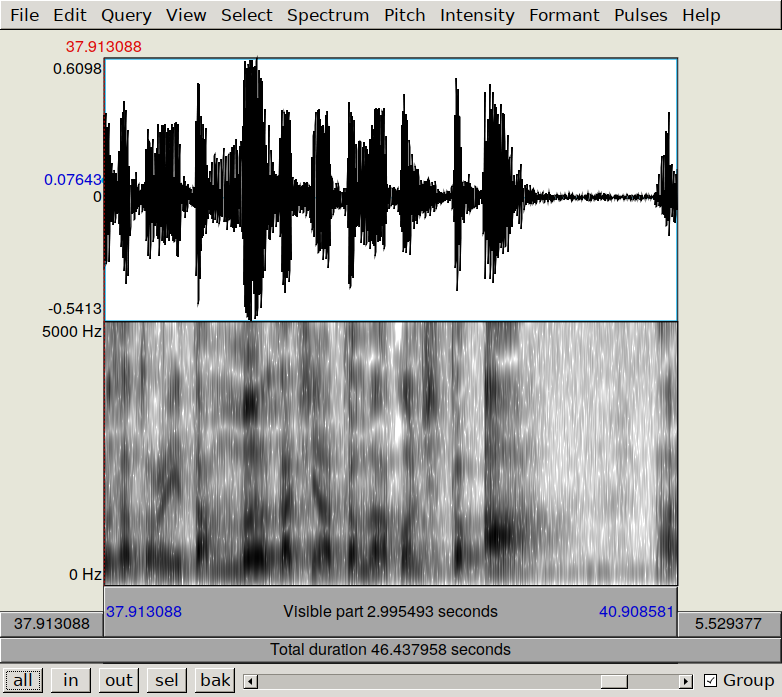 File Edit Query View Select Spectrum Pitch Intensity Formant Pulses Help
37.913088
0.6098
0.07643
0
-0.5413
5000 Hz
0 Hz
37.913088 Visible part 2.995493 seconds 40.908581
37.913088 5.529377
Total duration 46.437958 seconds
all in out sel bak Group